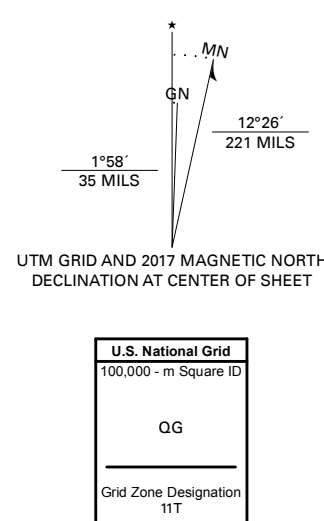 ★
MN
GN
12°26´
221 MILS
1°58´
35 MILS
UTM GRID AND 2017 MAGNETIC NORTH
DECLINATION AT CENTER OF SHEET
U.S. National Grid
100,000 - m Square ID
QG
Grid Zone Designation
11T